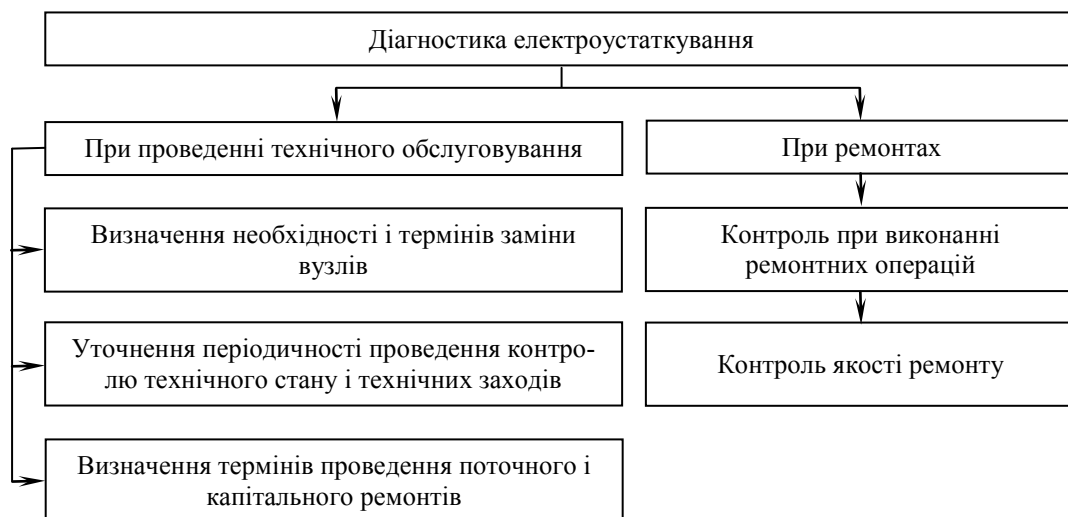 Діагностика електроустаткування
При проведенні технічного обслуговування
При ремонтах
Визначення необхідності і термінів заміни
вузлів
Контроль при виконанні
ремонтних операцій
Уточнення періодичності проведення контро-
лю технічного стану і технічних заходів
Контроль якості ремонту
Визначення термінів проведення поточного і
капітального ремонтів